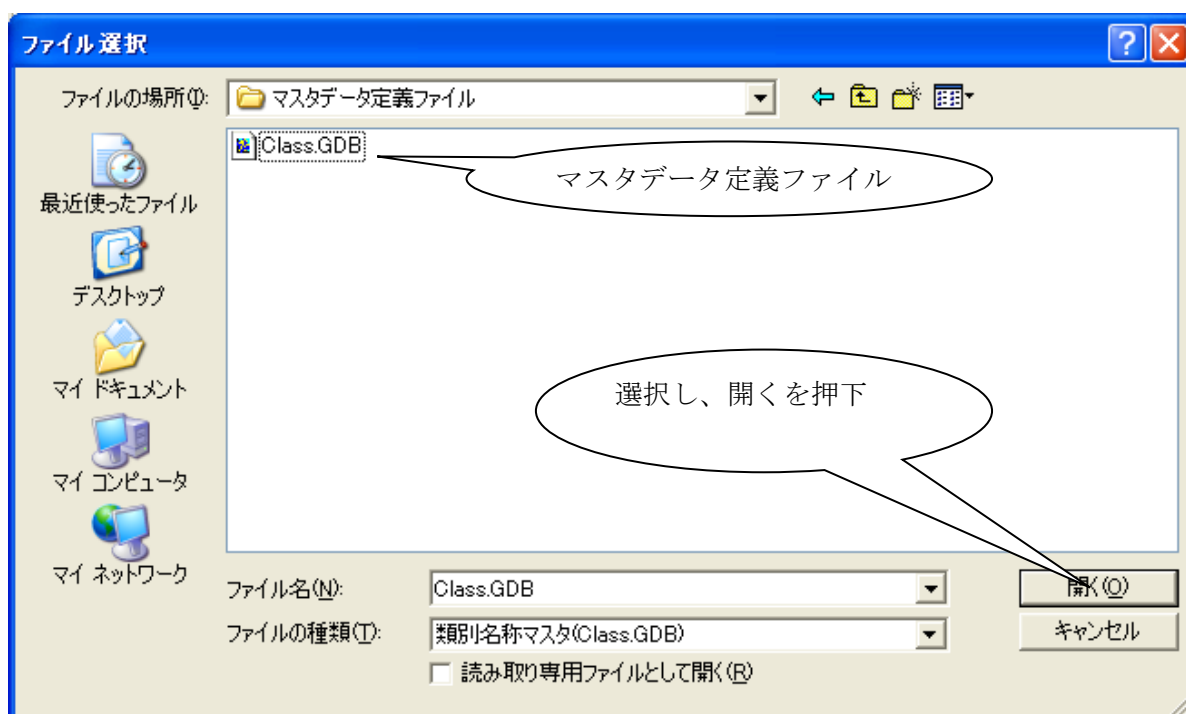 ファイル選択
ファイルの場所(I):
マスタデータ定義ファイル
Class.GDB
マスタデータ定義ファイル
最近使ったファイル
デスクトップ
マイ ドキュメント
選択し、開くを押下
マイ コンピュータ
マイ ネットワーク
ファイル名(N):
Class.GDB
開く(O)
ファイルの種類(T):
類別名称マスタ(Class.GDB)
キャンセル
読み取り専用ファイルとして開く(R)